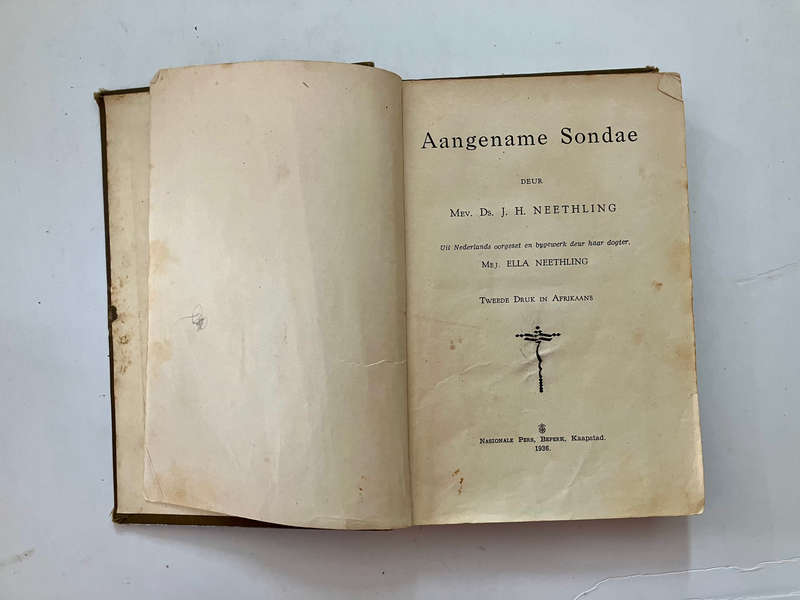 Aangename Sondae
DEUR
MEV. DS. J. H. NEETHLING
Uit Nederlands oorgeset en bygewerk deur haar dogter,
MEJ. ELLA NEETHLING
TWEEDE DRUK IN AFRIKAANS
NASIONALE PERS, BEPERK, KAAPSTAD.
1936.